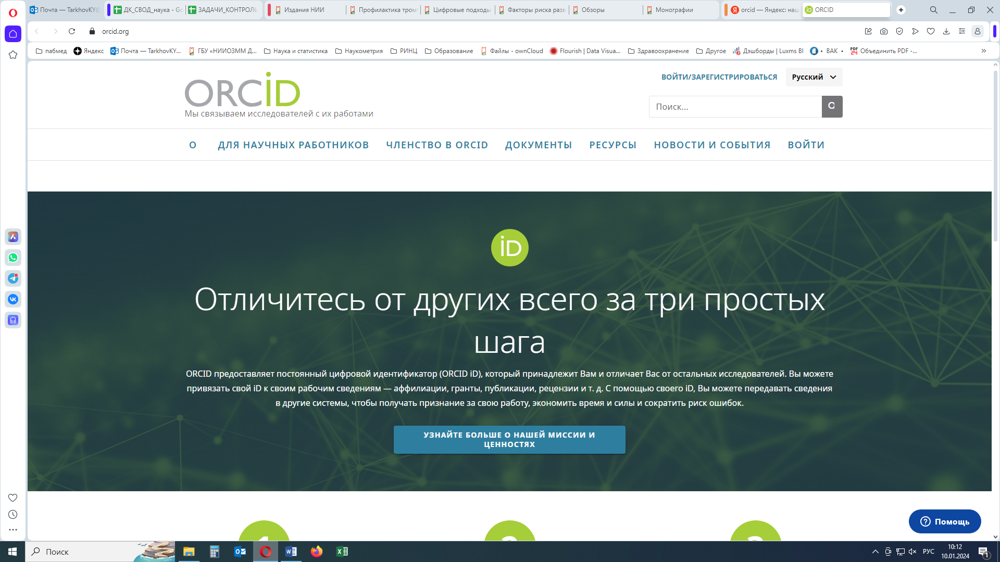 Почта — TarkhovKY@
ДК_СВОД_наука - Go
ЗАДАЧИ_КОНТРОЛЬ
Издания НИИ
Профилактика тром
Цифровые подходы
Факторы риска разв
Обзоры
Монографии
orcid — Яндекс: наш
ORCID
orcid.org
пабмед
Яндекс
Почта — TarkhovKY...
ГБУ «НИИОЗММ Д...
Наука и статистика
Наукометрия
РИНЦ
Образование
Файлы - ownCloud
Flourish | Data Visua...
Здравоохранение
Другое
Дэшборды | Luxms BI
• ВАК •
Объединить PDF -...
ORCID
Мы связываем исследователей с их работами
ВОЙТИ/ЗАРЕГИСТРИРОВАТЬСЯ
Русский
Поиск...
О ДЛЯ НАУЧНЫХ РАБОТНИКОВ ЧЛЕНСТВО В ORCID ДОКУМЕНТЫ РЕСУРСЫ НОВОСТИ И СОБЫТИЯ ВОЙТИ
iD
Отличитесь от других всего за три простых
шага
ORCID предоставляет постоянный цифровой идентификатор (ORCID iD), который принадлежит Вам и отличает Вас от остальных исследователей. Вы можете
привязать свой iD к своим рабочим сведениям — аффилиации, гранты, публикации, рецензии и т. д. С помощью своего iD, Вы можете передавать сведения
в другие системы, чтобы получать признание за свою работу, экономить время и силы и сократить риск ошибок.
УЗНАЙТЕ БОЛЬШЕ О НАШЕЙ МИССИИ И
ЦЕННОСТЯХ
Помощь
Поиск
РУС
10:12
10.01.2024
1